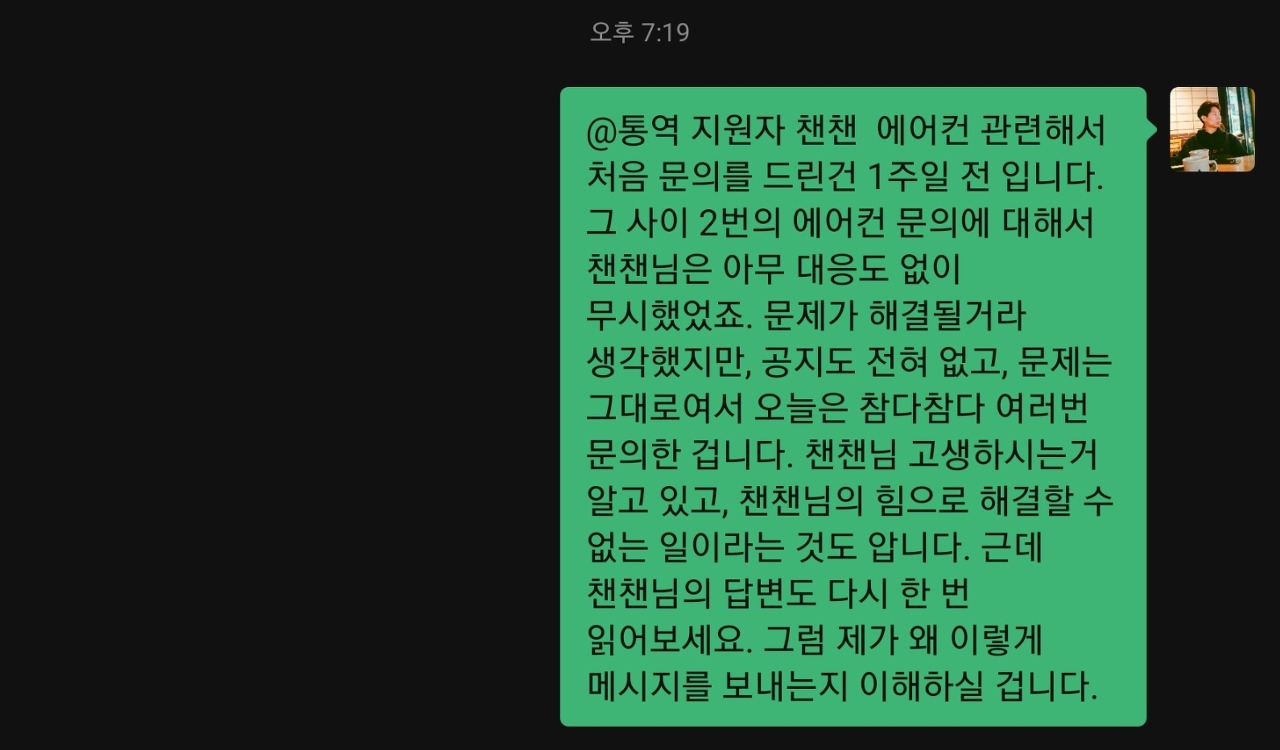 오후 7:19
@통역 지원자 챈챈  에어컨 관련해서
처음 문의를 드린건 1주일 전 입니다.
그 사이 2번의 에어컨 문의에 대해서
챈챈님은 아무 대응도 없이
무시했었죠. 문제가 해결될거라
생각했지만, 공지도 전혀 없고, 문제는
그대로여서 오늘은 참다참다 여러번
문의한 겁니다. 챈챈님 고생하시는거
알고 있고, 챈챈님의 힘으로 해결할 수
없는 일이라는 것도 압니다. 근데
챈챈님의 답변도 다시 한 번
읽어보세요. 그럼 제가 왜 이렇게
메시지를 보내는지 이해하실 겁니다.